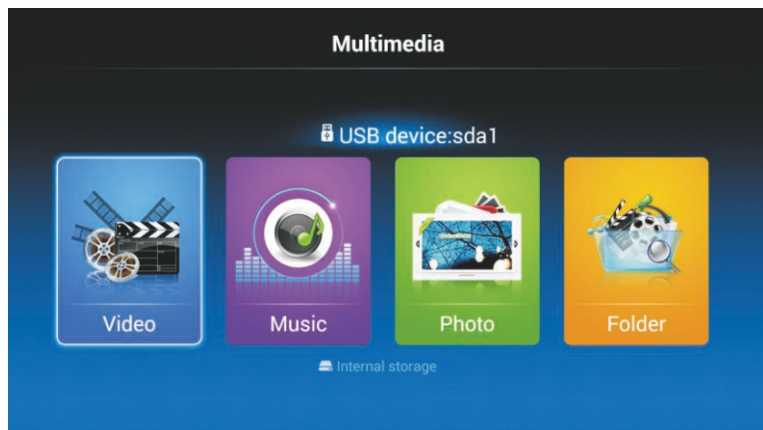 Multimedia
USB device:sda1
Video
Music
Photo
Folder
Internal storage